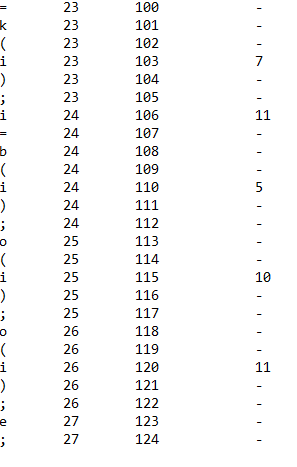 = 23 100 -
k 23 101 -
( 23 102 -
i 23 103 7
) 23 104 -
; 23 105 -
i 24 106 11
= 24 107 -
b 24 108 -
( 24 109 -
i 24 110 5
) 24 111 -
; 24 112 -
o 25 113 -
( 25 114 -
i 25 115 10
) 25 116 -
; 25 117 -
o 26 118 -
( 26 119 -
i 26 120 11
) 26 121 -
; 26 122 -
e 27 123 -
; 27 124 -